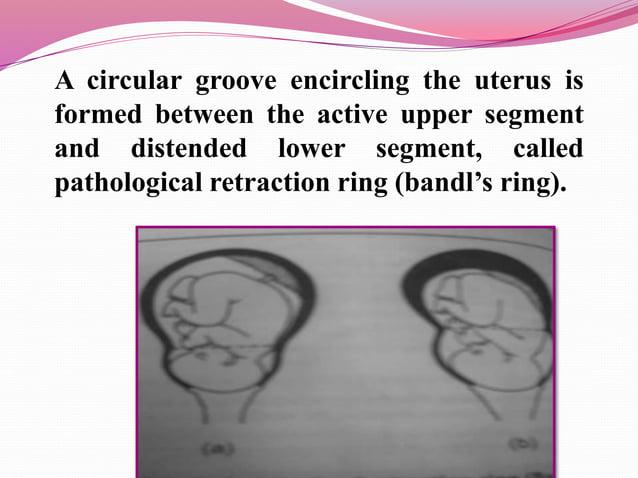 A circular groove encircling the uterus is
formed between the active upper segment
and distended lower segment, called
pathological retraction ring (bandl’s ring).
(a) (b)